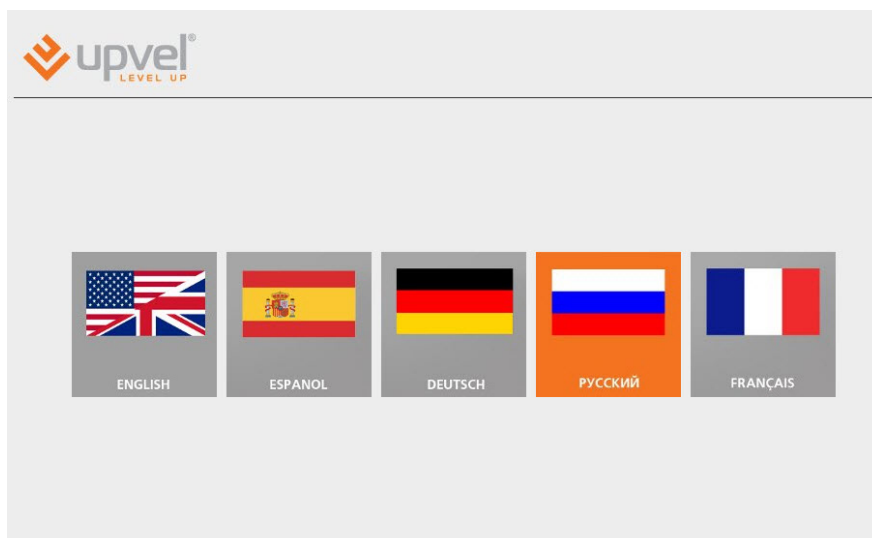 upvel®
LEVEL UP
ENGLISH
ESPANOL
DEUTSCH
РУССКИЙ
FRANÇAIS